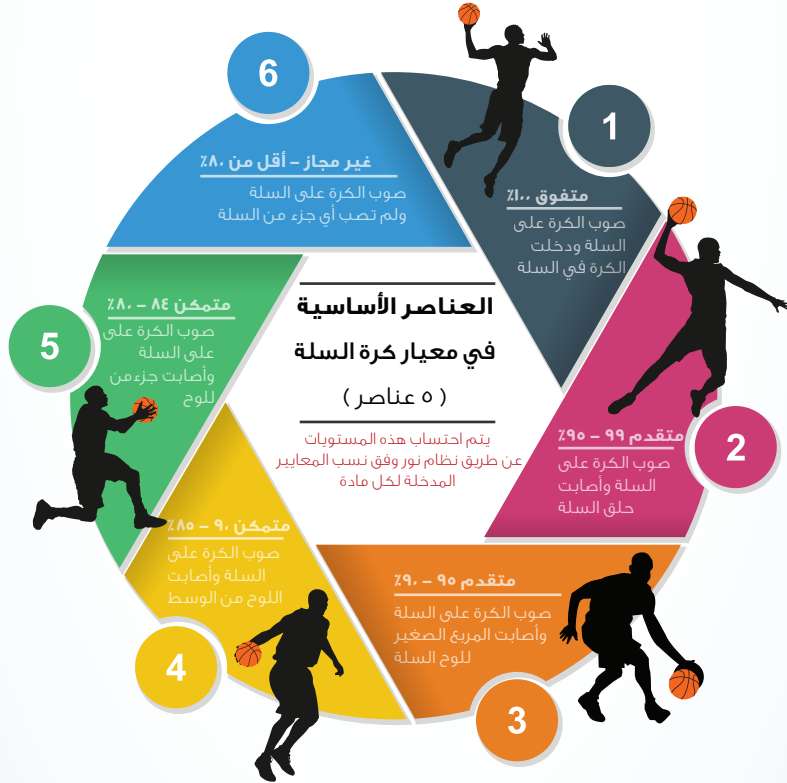 العناصر الأساسية
في معيار كرة السلة
( ٥ عناصر )
يتم احتساب هذه المستويات
عن طريق نظام نور وفق نسب المعايير
المدخلة لكل مادة
1
متفوق ١٠٠٪
صوب الكرة على
السلة ودخلت
الكرة في السلة
2
متقدم ٩٩ – ٩٥٪
صوب الكرة على
السلة وأصابت
حلق السلة
3
متقدم ٩٥ – ٩٠٪
صوب الكرة على السلة
وأصابت المربع الصغير
للوح السلة
4
متمكن ٩٠ – ٨٥٪
صوب الكرة على
السلة وأصابت
اللوح من الوسط
5
متمكن ٨٤ – ٨٠٪
صوب الكرة على
على السلة
وأصابت جزءمن
للوح
6
غير مجاز – أقل من ٨٠٪
صوب الكرة على السلة
ولم تصب أي جزء من السلة